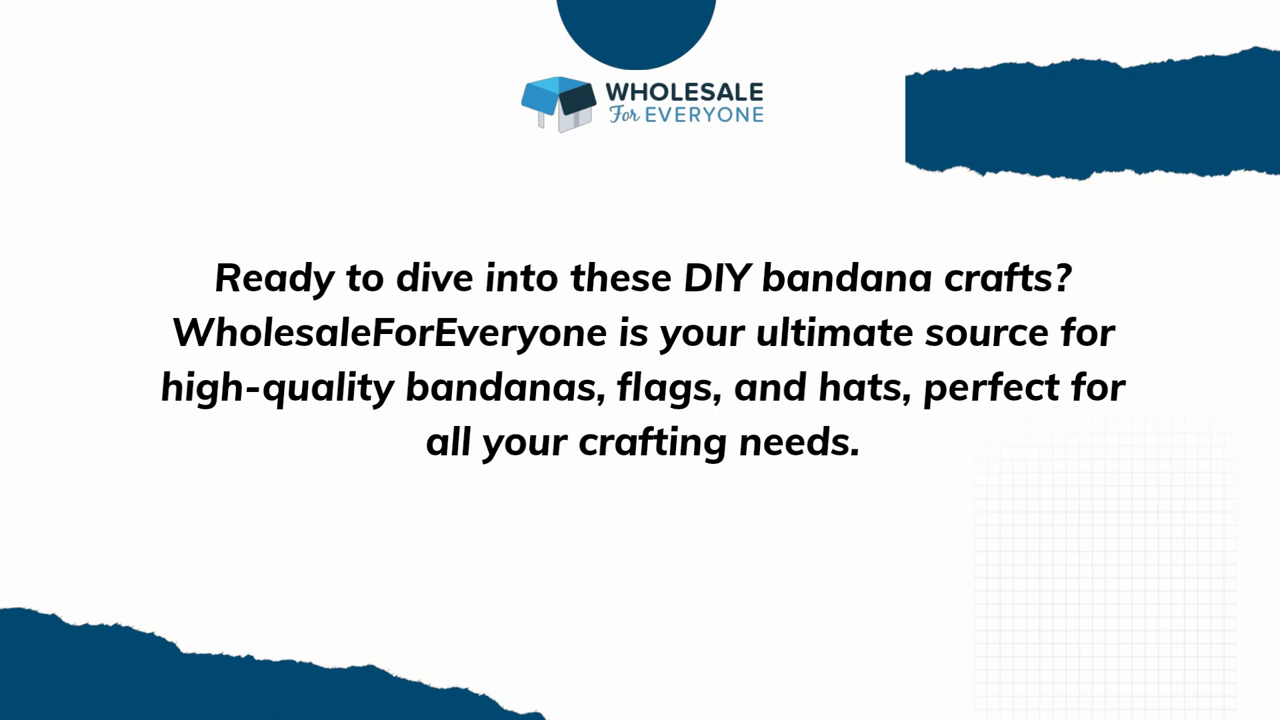 WHOLESALE
For EVERYONE
Ready to dive into these DIY bandana crafts?
WholesaleForEveryone is your ultimate source for
high-quality bandanas, flags, and hats, perfect for
all your crafting needs.